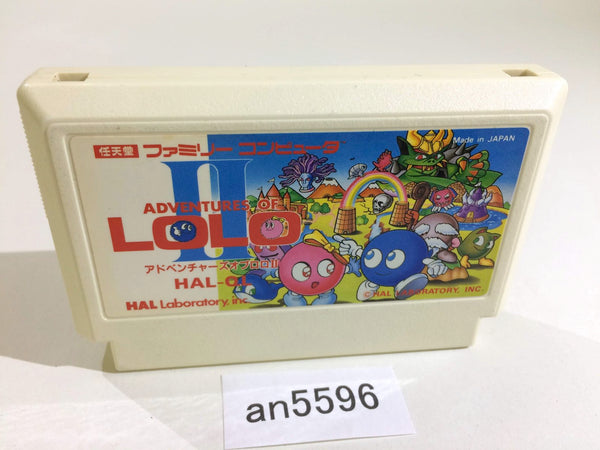 任天堂 ファミリー コンピュータ
Made in JAPAN
II
ADVENTURES OF
LOLO
アドベンチャーズオブロロII
HAL-OL
HAL Laboratory, inc.
©HAL LABORATORY, INC.
an5596